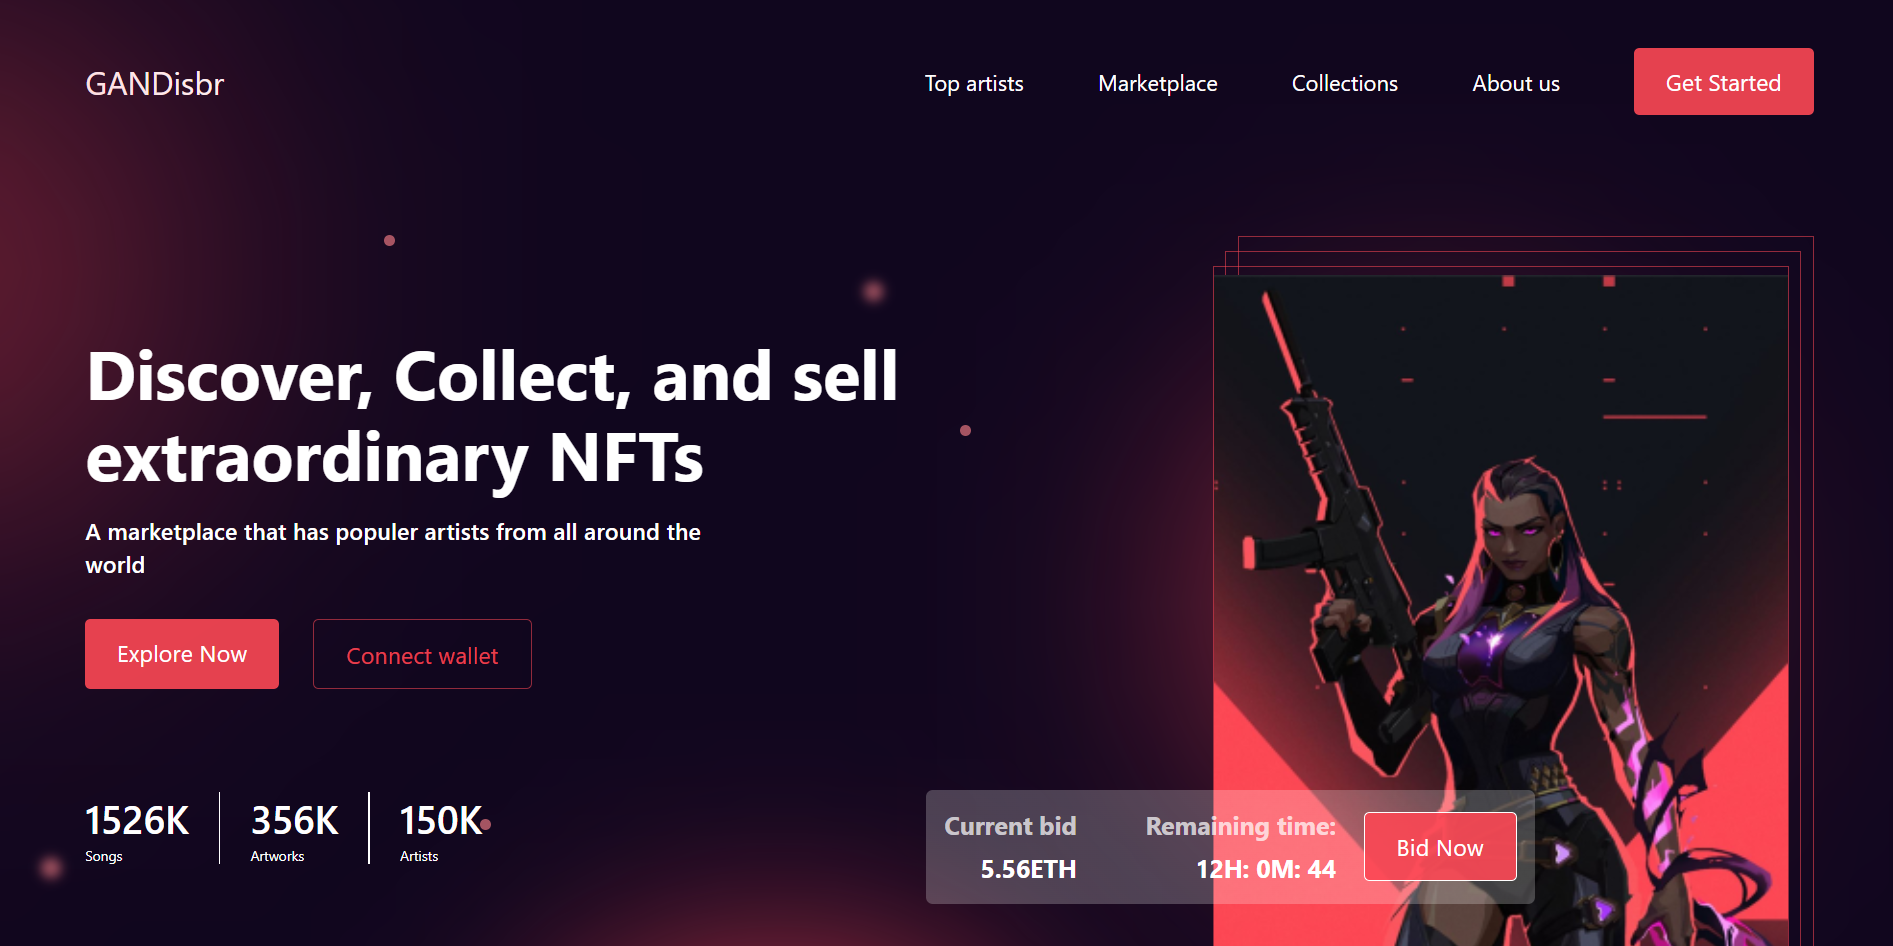 GANDisbr
Top artists
Marketplace
Collections
About us
Get Started
Discover, Collect, and sell
extraordinary NFTs
A marketplace that has populer artists from all around the
world
Explore Now
Connect wallet
1526K
Songs
356K
Artworks
150K
Artists
Current bid
5.56ETH
Remaining time:
12H: 0M: 44
Bid Now